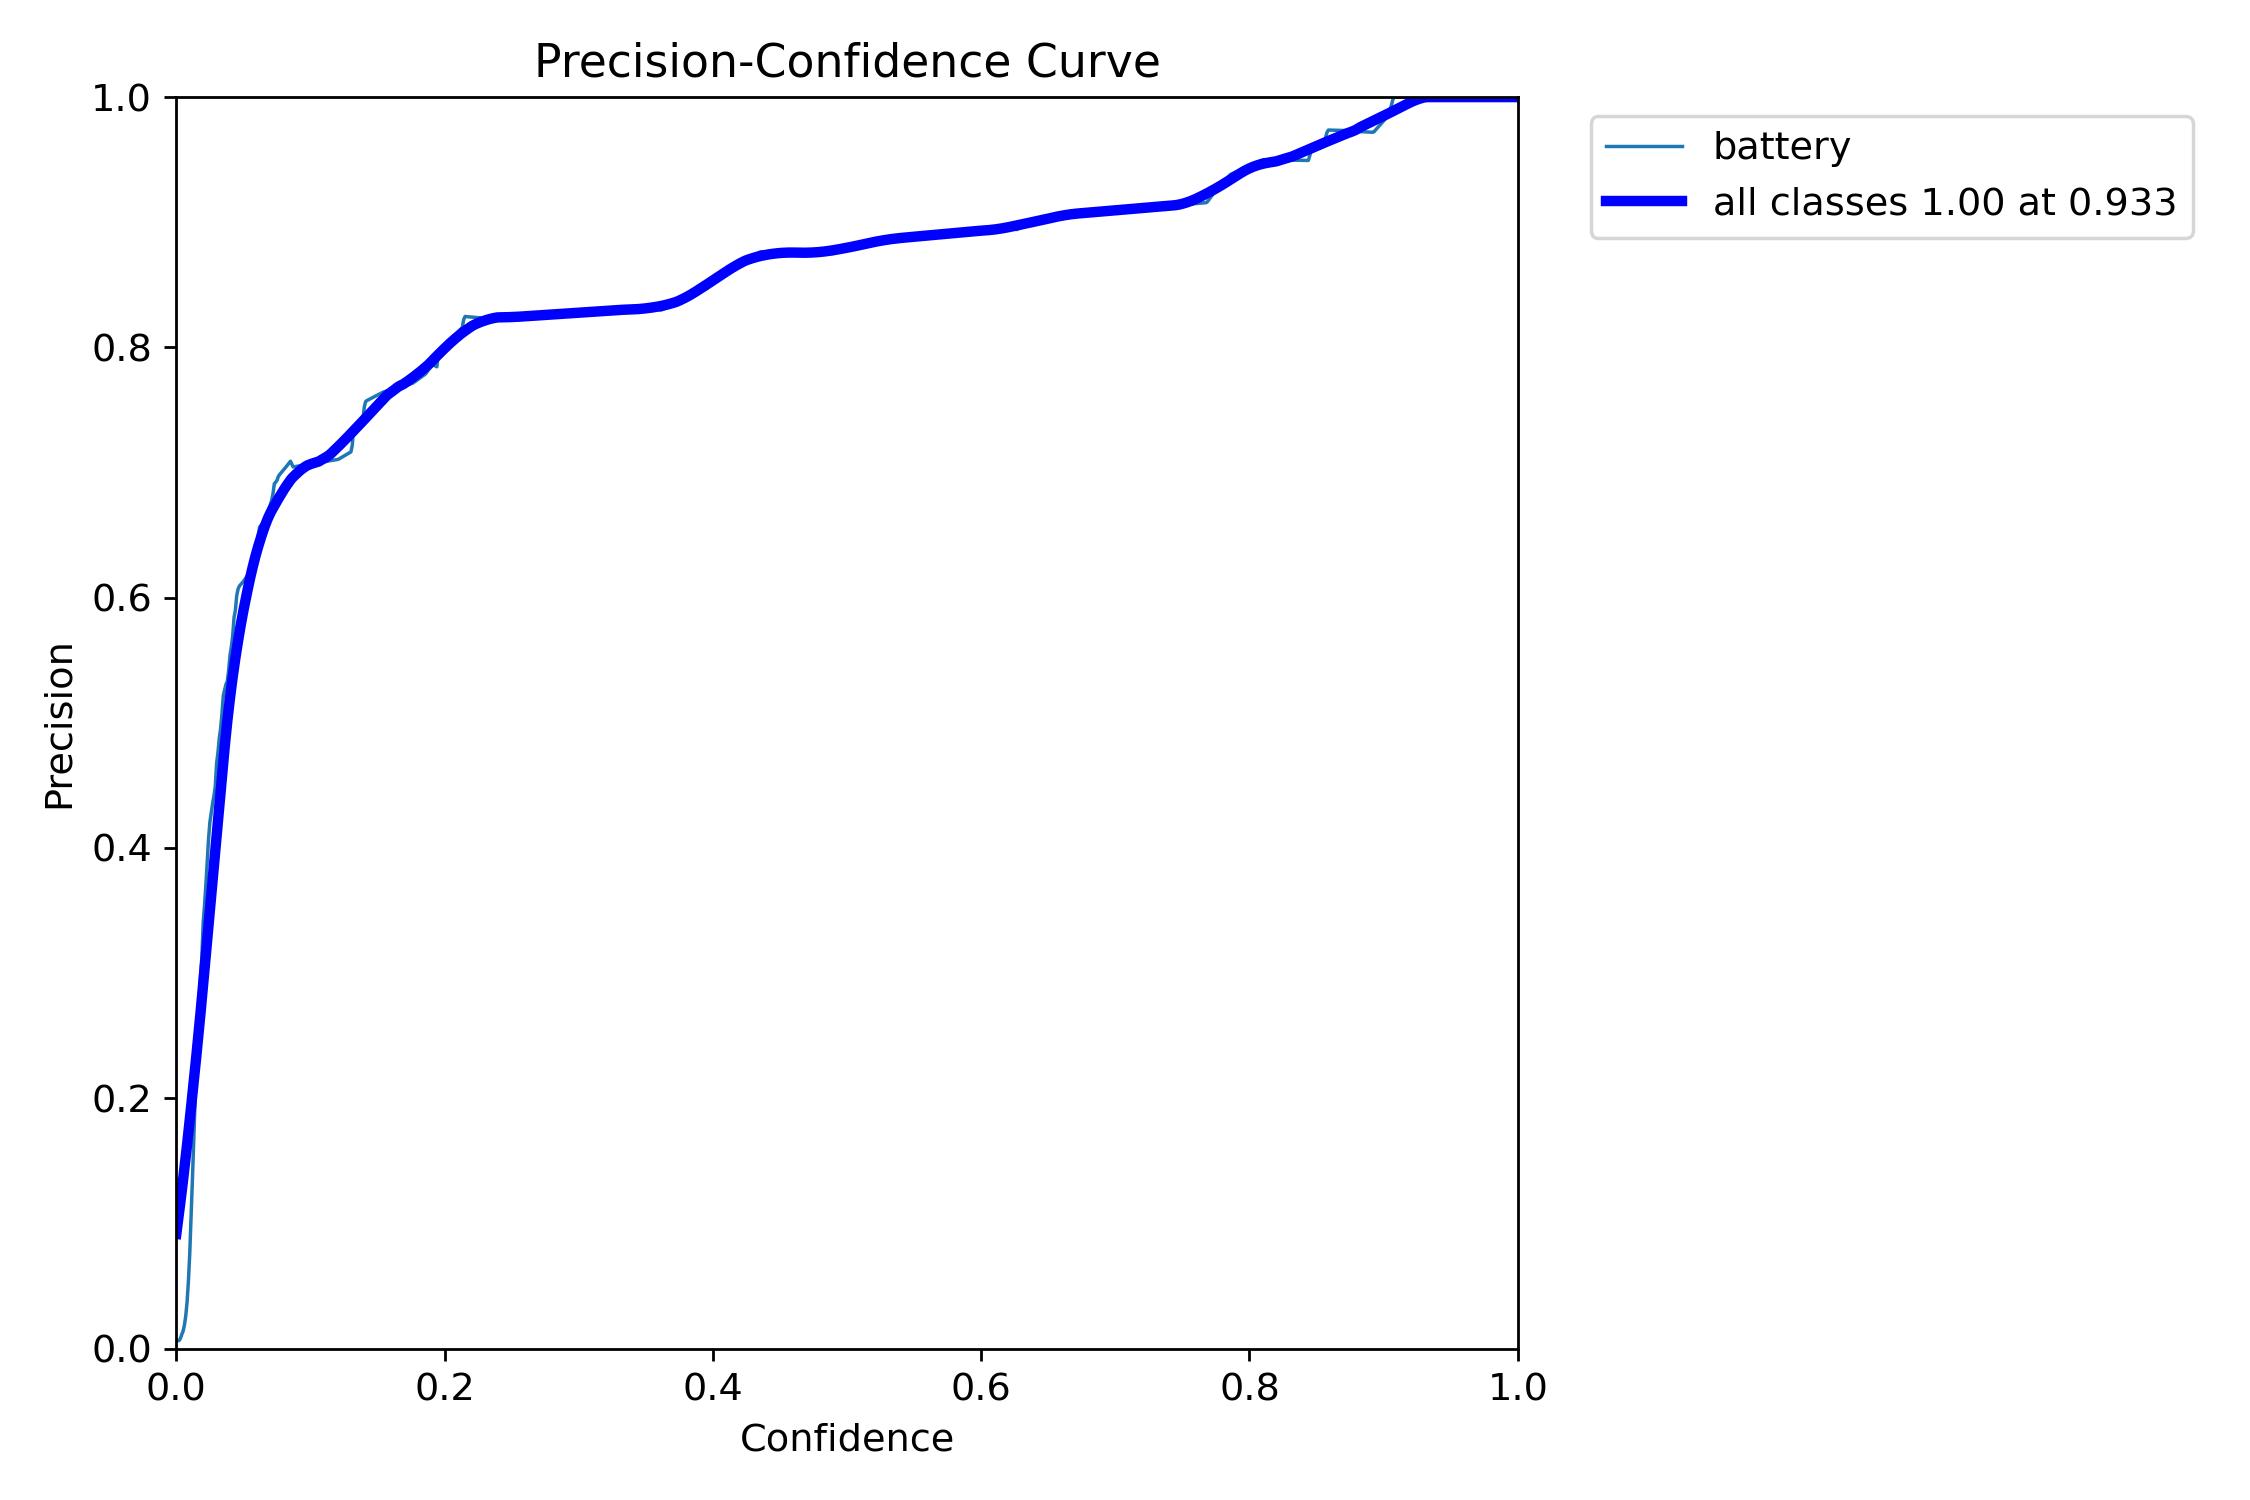 Precision-Confidence Curve
battery
all classes 1.00 at 0.933
Precision
1.0
0.8
0.6
0.4
0.2
0.0
0.0 0.2 0.4 0.6 0.8 1.0
Confidence